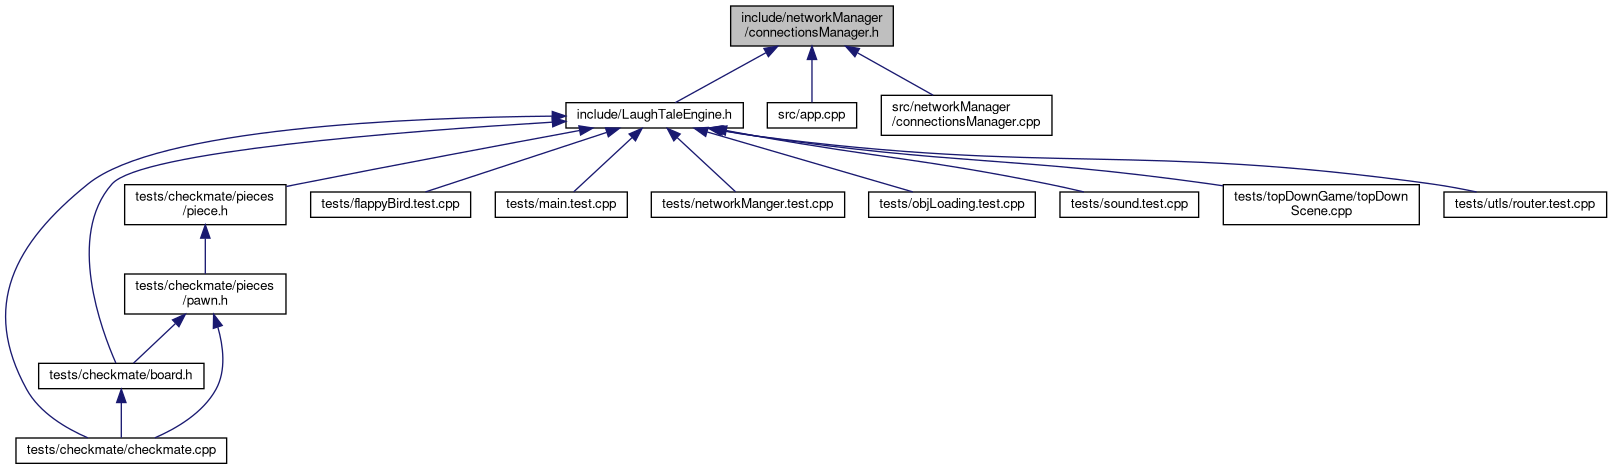 include/networkManager
/connectionsManager.h
include/LaughTaleEngine.h
src/app.cpp
src/networkManager
/connectionsManager.cpp
tests/checkmate/pieces
/piece.h
tests/flappyBird.test.cpp
tests/main.test.cpp
tests/networkManger.test.cpp
tests/objLoading.test.cpp
tests/sound.test.cpp
tests/topDownGame/topDown
Scene.cpp
tests/utls/router.test.cpp
tests/checkmate/pieces
/pawn.h
tests/checkmate/board.h
tests/checkmate/checkmate.cpp